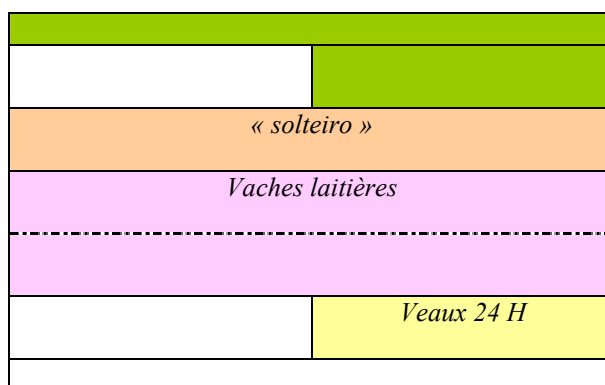 « solteiro »
Vaches laitières
Veaux 24 H